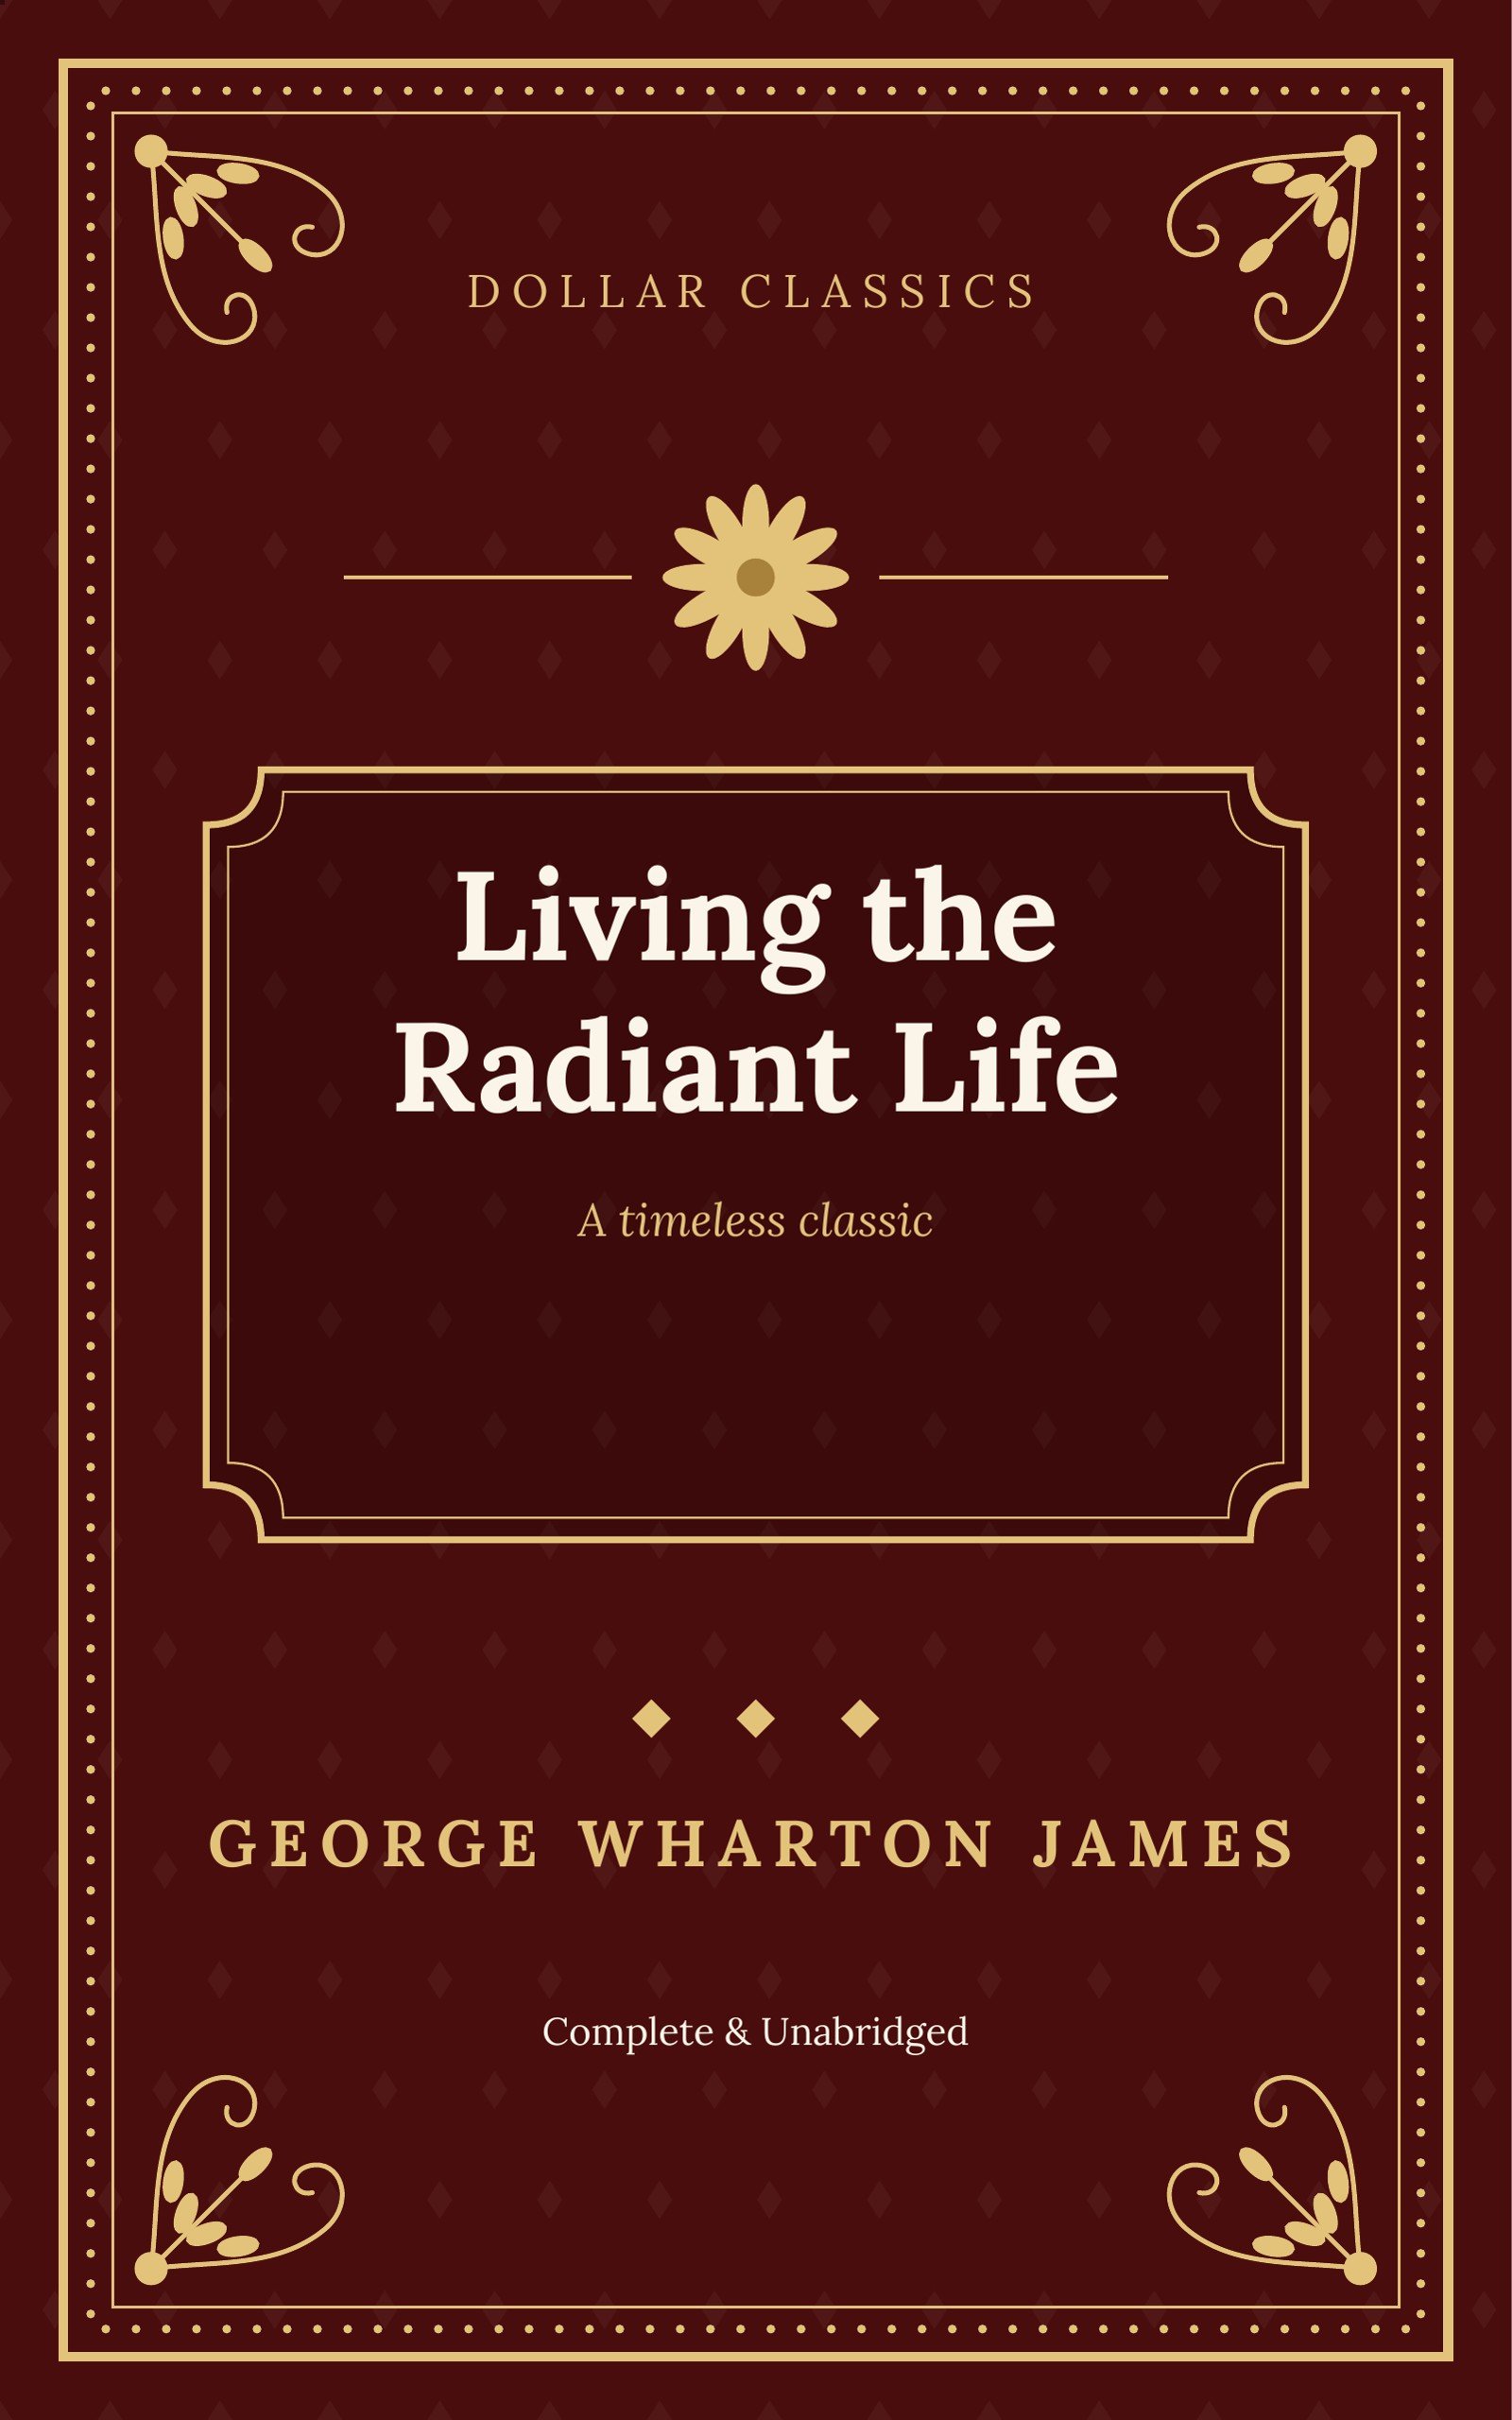 DOLLAR CLASSICS
Living the
Radiant Life
A timeless classic
GEORGE WHARTON JAMES
Complete & Unabridged